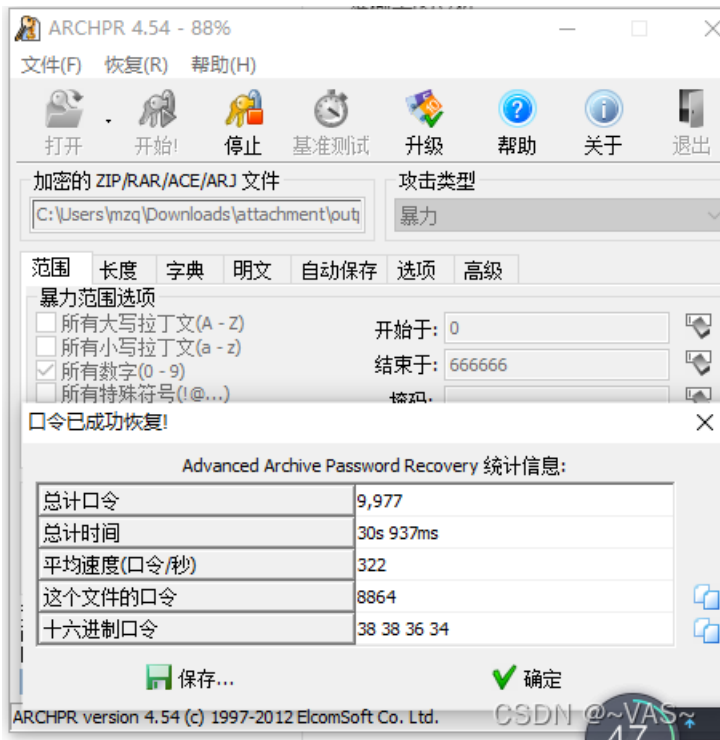 ARCHPR 4.54 - 88%
文件(F) 恢复(R) 帮助(H)
打开 开始! 停止 基准测试 升级 帮助 关于 退出
加密的 ZIP/RAR/ACE/ARJ 文件 攻击类型
C:\Users\mzq\Downloads\attachment\out 暴力
范围 长度 字典 明文 自动保存 选项 高级
暴力范围选项
所有大写拉丁文(A - Z) 开始于: 0
所有小写拉丁文(a - z)
所有数字(0 - 9) 结束于: 666666
所有特殊符号(!@...) 掩码:
口令已成功恢复!
Advanced Archive Password Recovery 统计信息:
总计口令 9,977
总计时间 30s 937ms
平均速度(口令/秒) 322
这个文件的口令 8864
十六进制口令 38 38 36 34
保存... 确定
ARCHPR version 4.54 (c) 1997-2012 ElcomSoft Co. Ltd.
CSDN @~VAS~
47